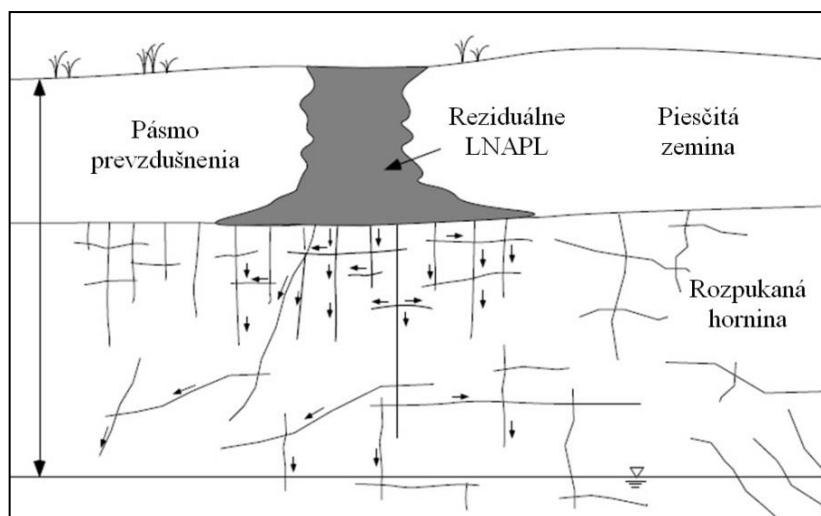 Pásmo
prevzdušnenia
Reziduálne
LNAPL
Piesčitá
zemina
Rozpukaná
hornina